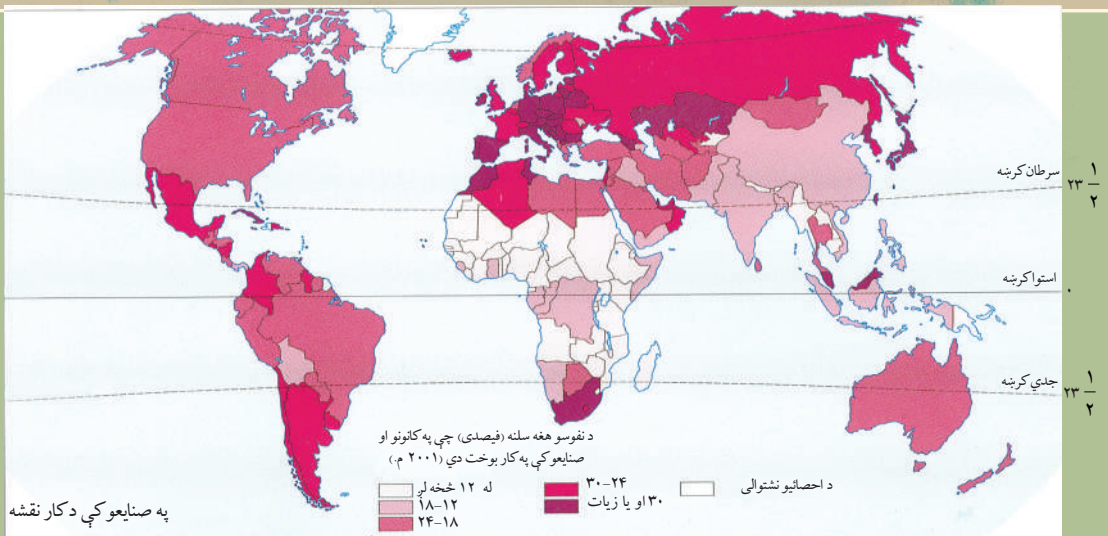 سرطان کرښه
۲۳ ۱/۲
استوا کرښه
۰
جدي کرښه
۲۳ ۱/۲
د نفوسو هغه سلنه (فیصدی) چې په کانونو او
صنایعو کې په کار بوخت دي (۲۰۰۱ م.)
له ۱۲ څخه لږ
۱۸-۱۲
۲۴-۱۸
۳۰-۲۴
۳۰ او یا زیات
د احصائیو نشتوالی
په صنایعو کې د کار نقشه